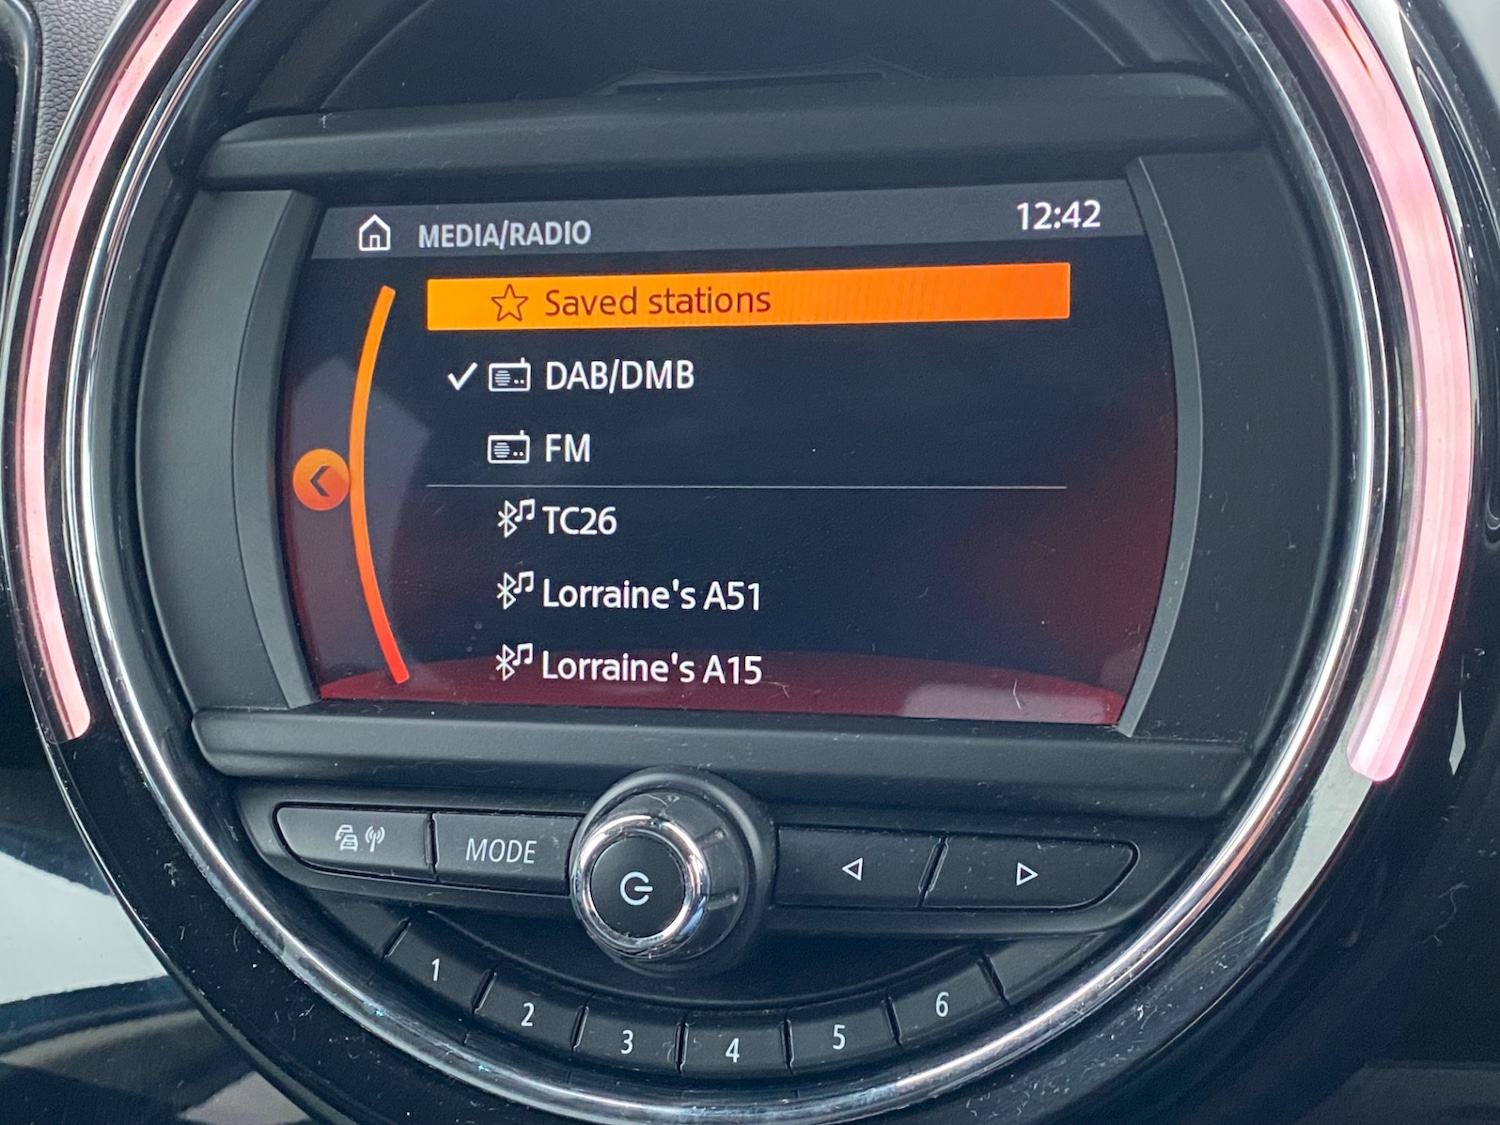 MEDIA/RADIO 12:42
Saved stations
DAB/DMB
FM
TC26
Lorraine's A51
Lorraine's A15
MODE
1 2 3 4 5 6